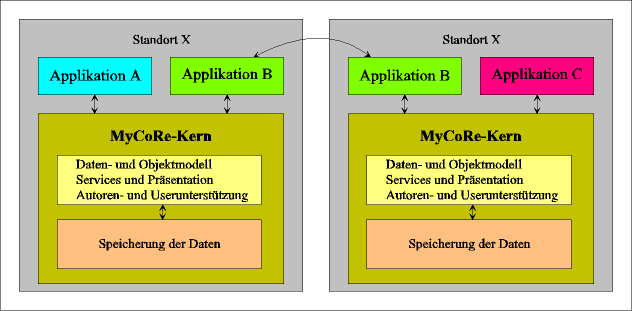 Standort X
Applikation A
Applikation B
MyCoRe-Kern
Daten- und Objektmodell
Services und Präsentation
Autoren- und Userunterstützung
Speicherung der Daten
Standort X
Applikation B
Applikation C
MyCoRe-Kern
Daten- und Objektmodell
Services und Präsentation
Autoren- und Userunterstützung
Speicherung der Daten